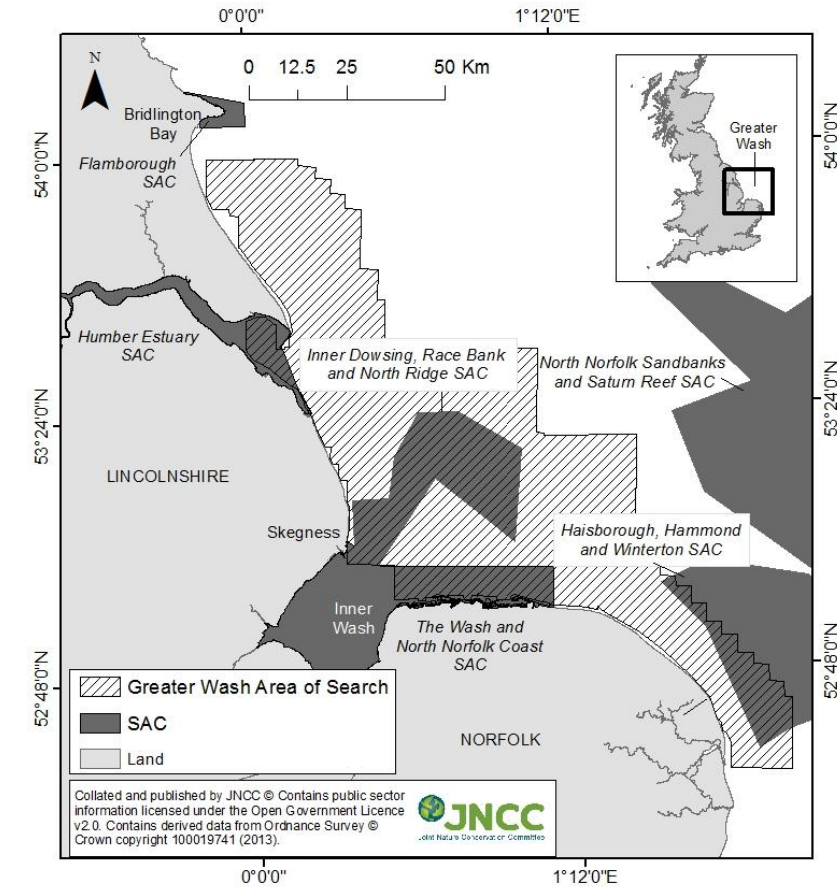 0°0'0"
1°12'0"E
N
0 12.5 25 50 Km
Bridlington
Bay
Flamborough
SAC
Greater
Wash
54°0'0"N
54°0'0"N
Humber Estuary
SAC
Inner Dowsing, Race Bank
and North Ridge SAC
North Norfolk Sandbanks
and Saturn Reef SAC
53°24'0"N
53°24'0"N
LINCOLNSHIRE
Skegness
Haisborough, Hammond
and Winterton SAC
Inner
Wash
The Wash and
North Norfolk Coast
SAC
52°48'0"N
52°48'0"N
Greater Wash Area of Search
SAC
Land
NORFOLK
Collated and published by JNCC © Contains public sector
information licensed under the Open Government Licence
v2.0. Contains derived data from Ordnance Survey ©
Crown copyright 100019741 (2013).
JNCC
Joint Nature Conservation Committee
0°0'0"
1°12'0"E